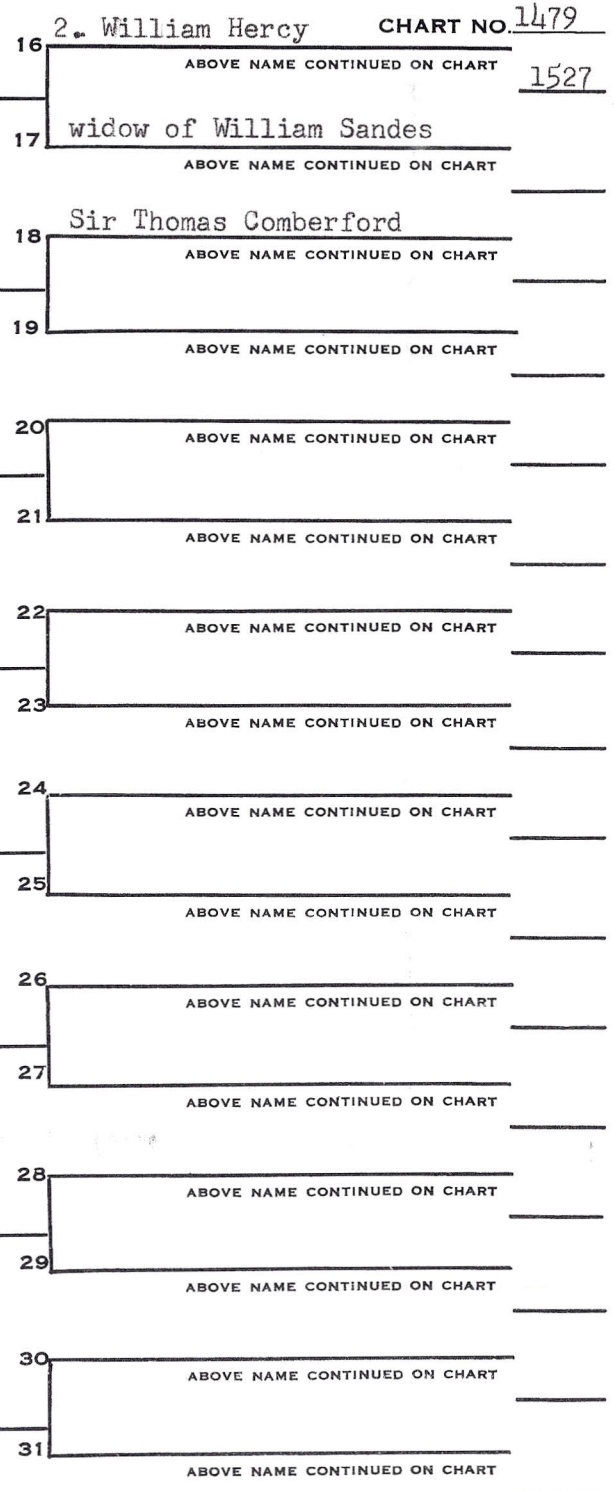 2. William Hercy CHART NO. 1479
16
ABOVE NAME CONTINUED ON CHART 1527
17 widow of William Sandes
ABOVE NAME CONTINUED ON CHART
Sir Thomas Comberford
18
ABOVE NAME CONTINUED ON CHART
19
ABOVE NAME CONTINUED ON CHART
20
ABOVE NAME CONTINUED ON CHART
21
ABOVE NAME CONTINUED ON CHART
22
ABOVE NAME CONTINUED ON CHART
23
ABOVE NAME CONTINUED ON CHART
24
ABOVE NAME CONTINUED ON CHART
25
ABOVE NAME CONTINUED ON CHART
26
ABOVE NAME CONTINUED ON CHART
27
ABOVE NAME CONTINUED ON CHART
28
ABOVE NAME CONTINUED ON CHART
29
ABOVE NAME CONTINUED ON CHART
30
ABOVE NAME CONTINUED ON CHART
31
ABOVE NAME CONTINUED ON CHART